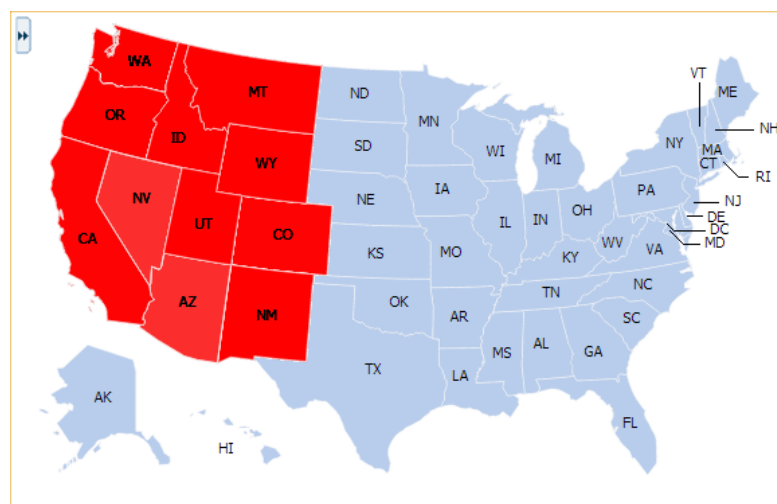 WA
MT
ND
MN
VT
ME
OR
ID
SD
WI
MI
NY
MA
NH
CT
RI
WY
NV
NE
IA
PA
NJ
CA
UT
CO
IL
IN
OH
DE
DC
MD
KS
MO
KY
WV
VA
AZ
NM
OK
AR
TN
NC
SC
MS
AL
GA
TX
LA
AK
FL
HI